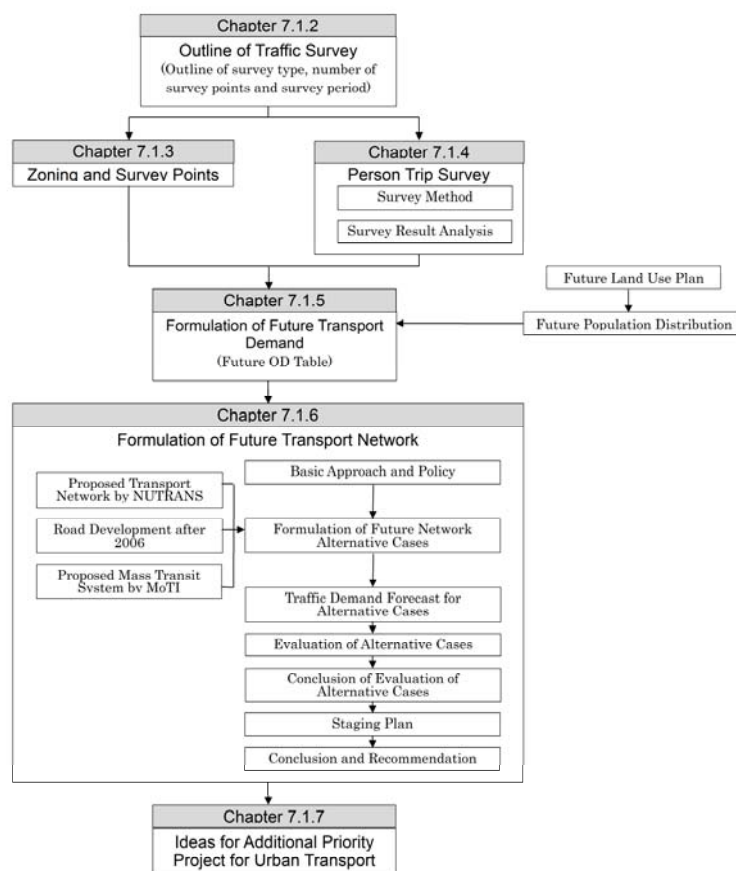 Chapter 7.1.2
Outline of Traffic Survey
(Outline of survey type, number of
survey points and survey period)
Chapter 7.1.3
Zoning and Survey Points
Chapter 7.1.4
Person Trip Survey
Survey Method
Survey Result Analysis
Chapter 7.1.5
Formulation of Future Transport
Demand
(Future OD Table)
Future Land Use Plan
Future Population Distribution
Chapter 7.1.6
Formulation of Future Transport Network
Proposed Transport
Network by NUTRANS
Road Development after
2006
Proposed Mass Transit
System by MoTI
Basic Approach and Policy
Formulation of Future Network
Alternative Cases
Traffic Demand Forecast for
Alternative Cases
Evaluation of Alternative Cases
Conclusion of Evaluation of
Alternative Cases
Staging Plan
Conclusion and Recommendation
Chapter 7.1.7
Ideas for Additional Priority
Project for Urban Transport